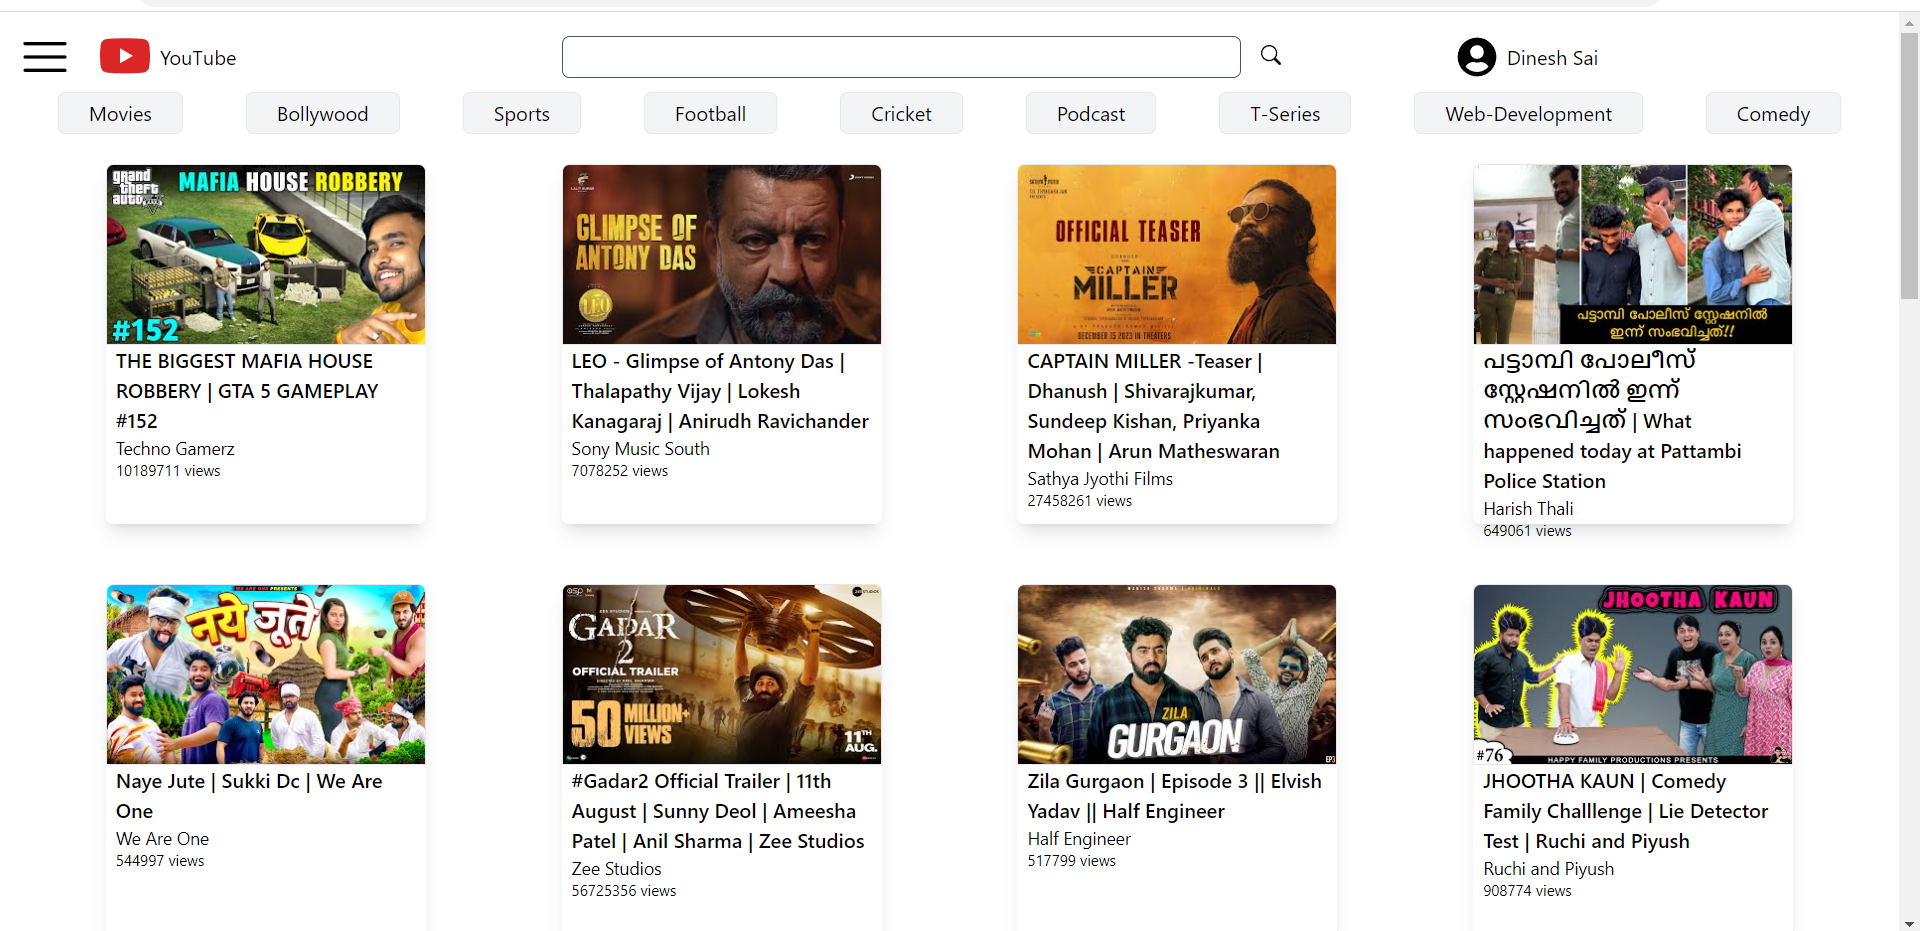 YouTube
Dinesh Sai
Movies
Bollywood
Sports
Football
Cricket
Podcast
T-Series
Web-Development
Comedy
grand
theft
auto
MAFIA HOUSE ROBBERY
#152
THE BIGGEST MAFIA HOUSE
ROBBERY | GTA 5 GAMEPLAY
#152
Techno Gamerz
10189711 views
GLIMPSE OF
ANTONY DAS
LEO
LEO - Glimpse of Antony Das |
Thalapathy Vijay | Lokesh
Kanagaraj | Anirudh Ravichander
Sony Music South
7078252 views
OFFICIAL TEASER
CAPTAIN
MILLER
DECEMBER 15 2023 IN THEATERS
CAPTAIN MILLER -Teaser |
Dhanush | Shivarajkumar,
Sundeep Kishan, Priyanka
Mohan | Arun Matheswaran
Sathya Jyothi Films
27458261 views
പട്ടാമ്പി പോലീസ് സ്റ്റേഷനിൽ
ഇന്ന് സംഭവിച്ചത്!!
പട്ടാമ്പി പോലീസ്
സ്റ്റേഷനിൽ ഇന്ന്
സംഭവിച്ചത് | What
happened today at Pattambi
Police Station
Harish Thali
649061 views
WE ARE ONE PRESENTS
नये जूते
Naye Jute | Sukki Dc | We Are
One
We Are One
544997 views
ZEE STUDIOS
GADAR
2
OFFICIAL TRAILER
50 MILLION+
VIEWS
11TH
AUG.
#Gadar2 Official Trailer | 11th
August | Sunny Deol | Ameesha
Patel | Anil Sharma | Zee Studios
Zee Studios
56725356 views
ZILA
GURGAON
EP3
Zila Gurgaon | Episode 3 || Elvish
Yadav || Half Engineer
Half Engineer
517799 views
JHOOTHA KAUN
#76
HAPPY FAMILY PRODUCTIONS PRESENTS
JHOOTHA KAUN | Comedy
Family Challlenge | Lie Detector
Test | Ruchi and Piyush
Ruchi and Piyush
908774 views